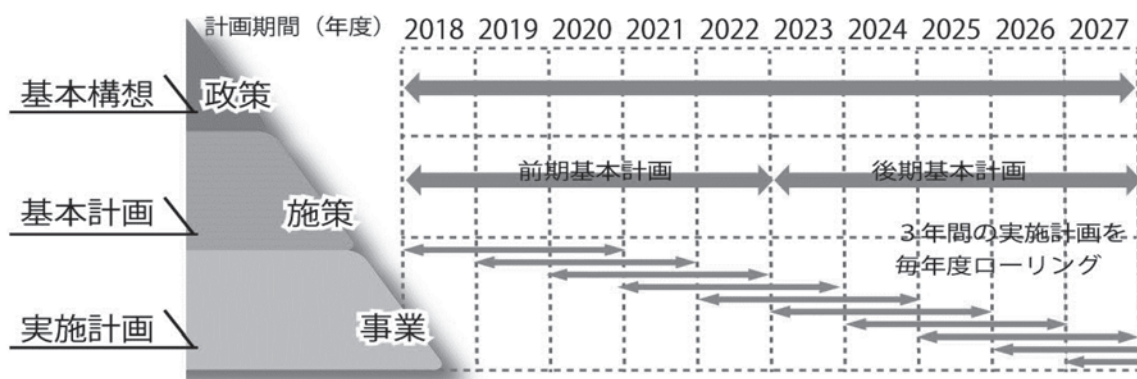 計画期間（年度） 2018 2019 2020 2021 2022 2023 2024 2025 2026 2027
基本構想 政策
前期基本計画 後期基本計画
基本計画 施策
３年間の実施計画を
毎年度ローリング
実施計画 事業